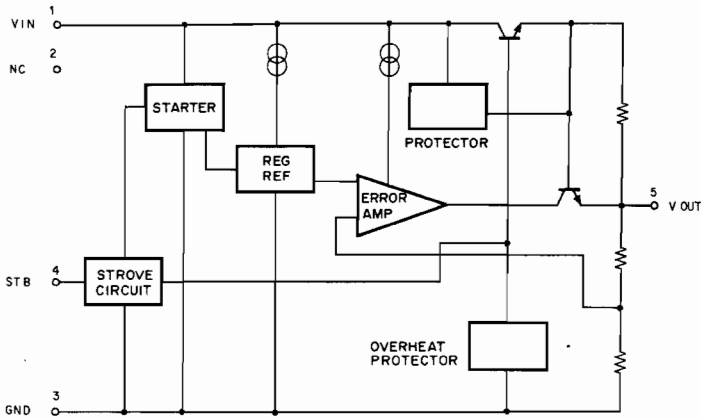 1
VIN
2
NC
STARTER
PROTECTOR
REG
REF
ERROR
AMP
5
V OUT
4
STB
STROVE
CIRCUIT
OVERHEAT
PROTECTOR
3
GND